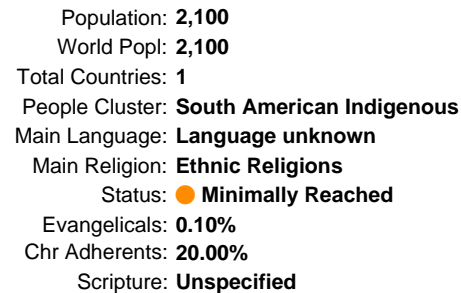 Population: 2,100
World Popl: 2,100
Total Countries: 1
People Cluster: South American Indigenous
Main Language: Language unknown
Main Religion: Ethnic Religions
Status: Minimally Reached
Evangelicals: 0.10%
Chr Adherents: 20.00%
Scripture: Unspecified